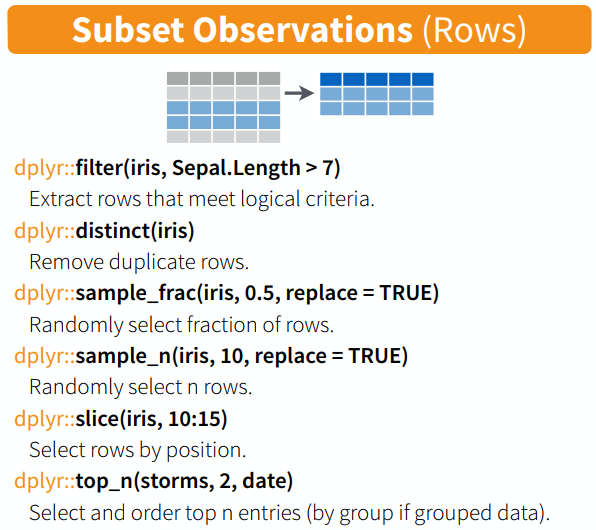 Subset Observations (Rows)
dplyr::filter(iris, Sepal.Length > 7)
Extract rows that meet logical criteria.
dplyr::distinct(iris)
Remove duplicate rows.
dplyr::sample_frac(iris, 0.5, replace = TRUE)
Randomly select fraction of rows.
dplyr::sample_n(iris, 10, replace = TRUE)
Randomly select n rows.
dplyr::slice(iris, 10:15)
Select rows by position.
dplyr::top_n(storms, 2, date)
Select and order top n entries (by group if grouped data).